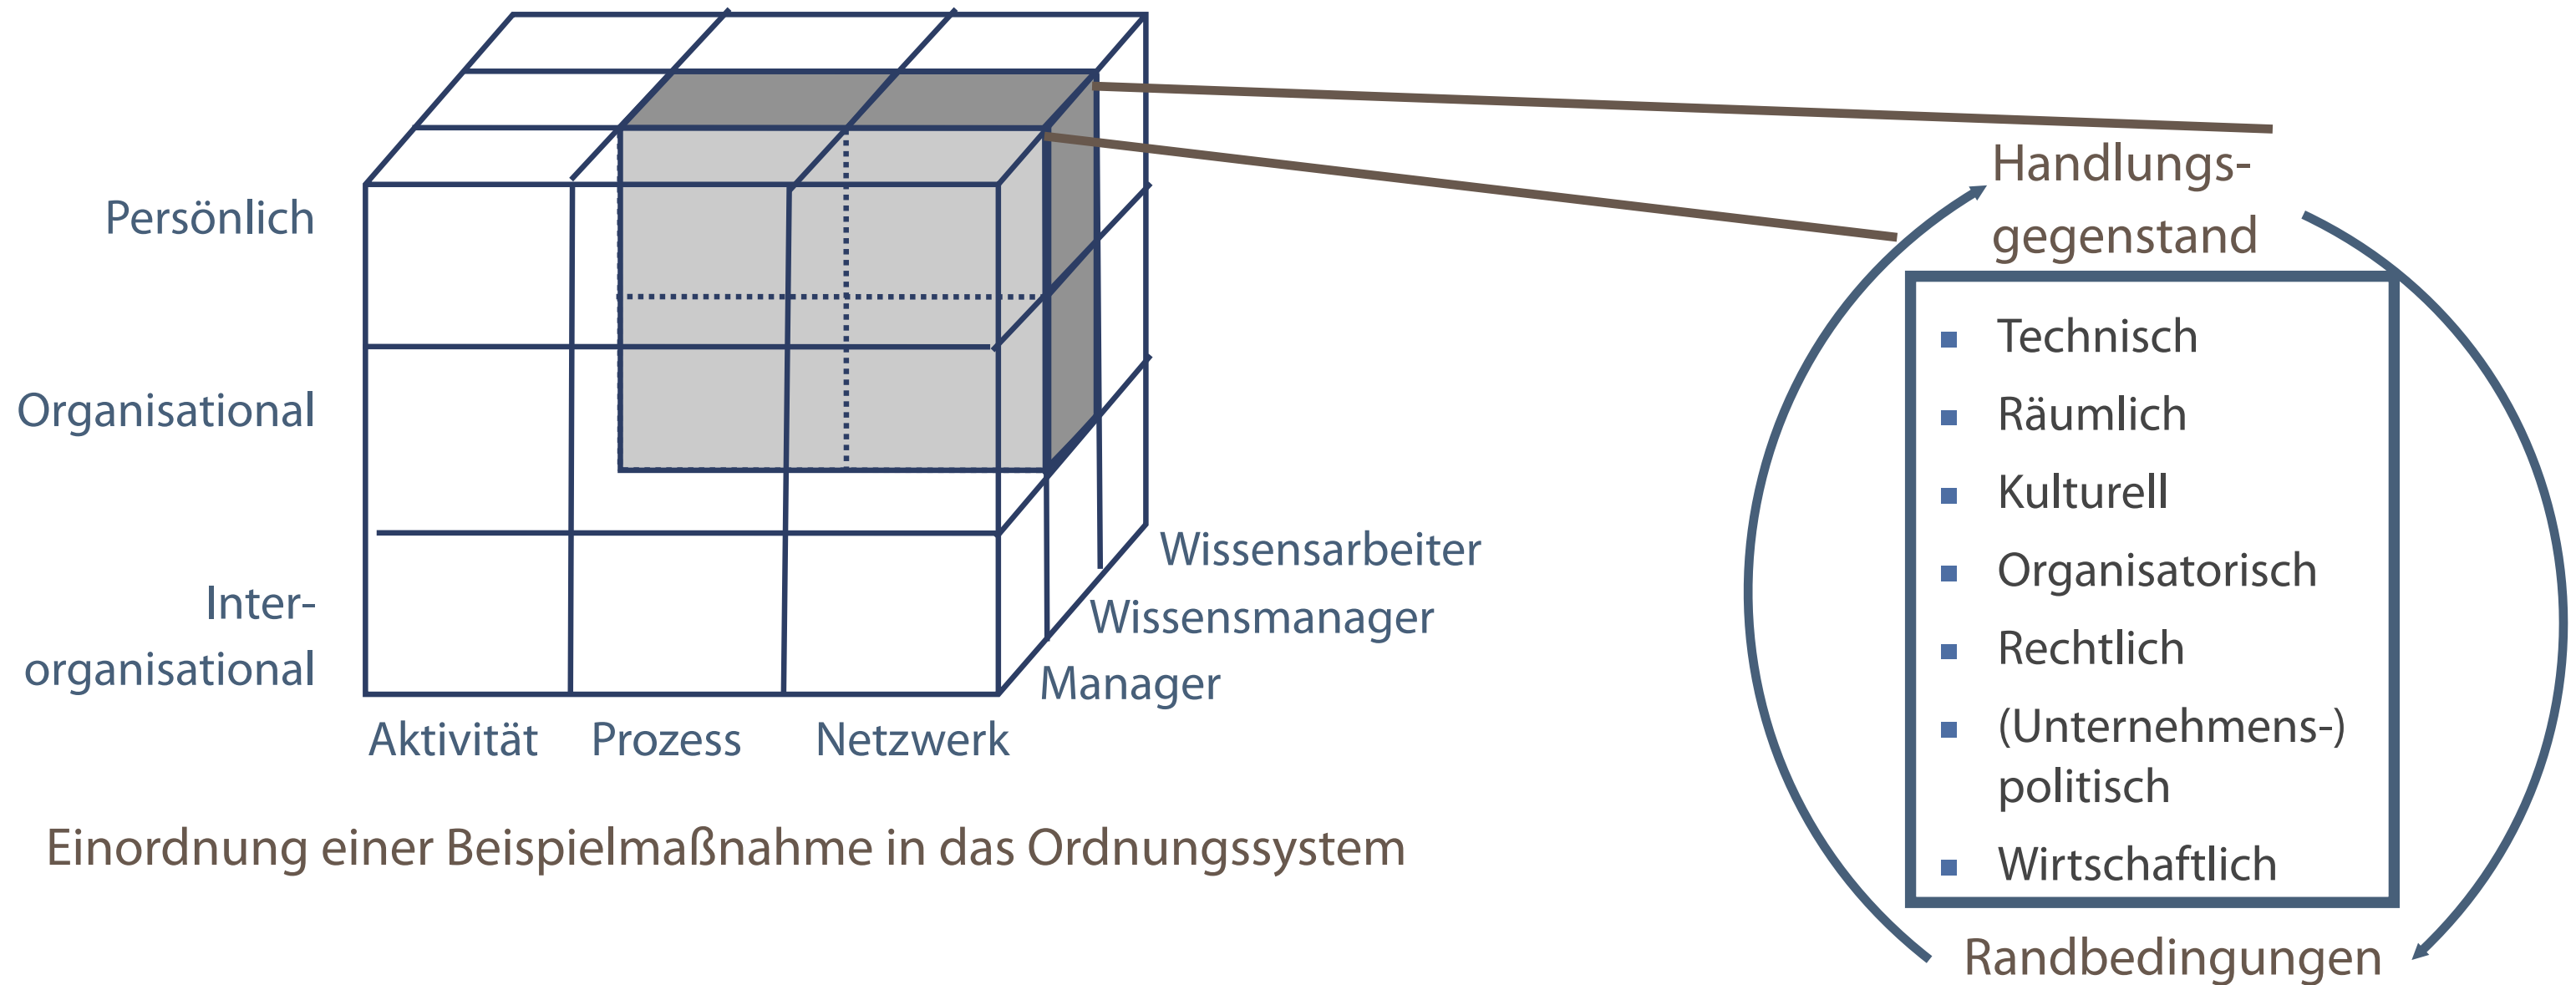 Persönlich
Organisational
Inter-
organisational
Aktivität
Prozess
Netzwerk
Wissensarbeiter
Wissensmanager
Manager
Einordnung einer Beispielmaßnahme in das Ordnungssystem
Handlungs-
gegenstand
Technisch
Räumlich
Kulturell
Organisatorisch
Rechtlich
(Unternehmens-)
politisch
Wirtschaftlich
Randbedingungen